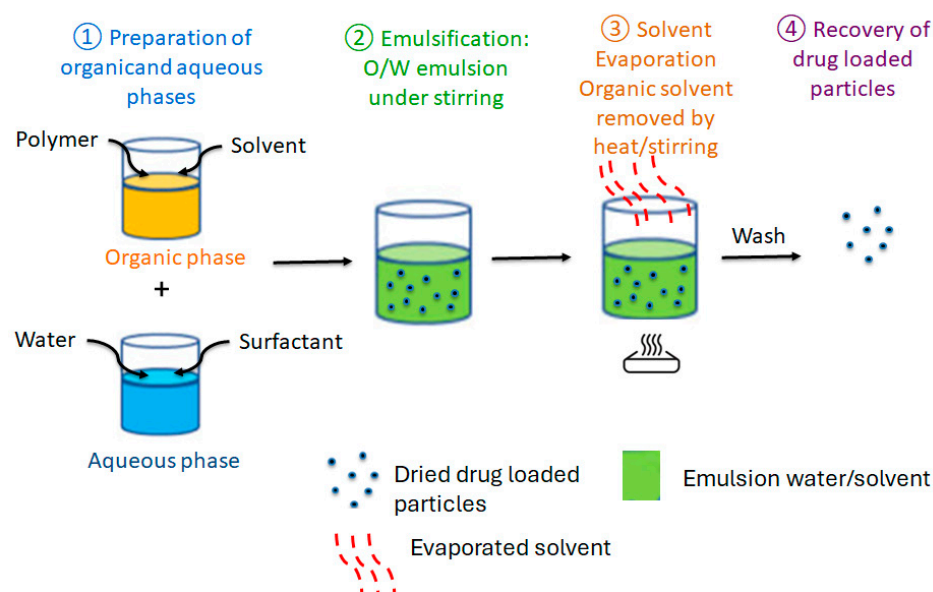 ① Preparation of
organicand aqueous
phases
② Emulsification:
O/W emulsion
under stirring
③ Solvent
Evaporation
Organic solvent
removed by
heat/stirring
④ Recovery of
drug loaded
particles
Polymer
Solvent
Organic phase
+
Water
Surfactant
Aqueous phase
Wash
Dried drug loaded
particles
Emulsion water/solvent
Evaporated solvent